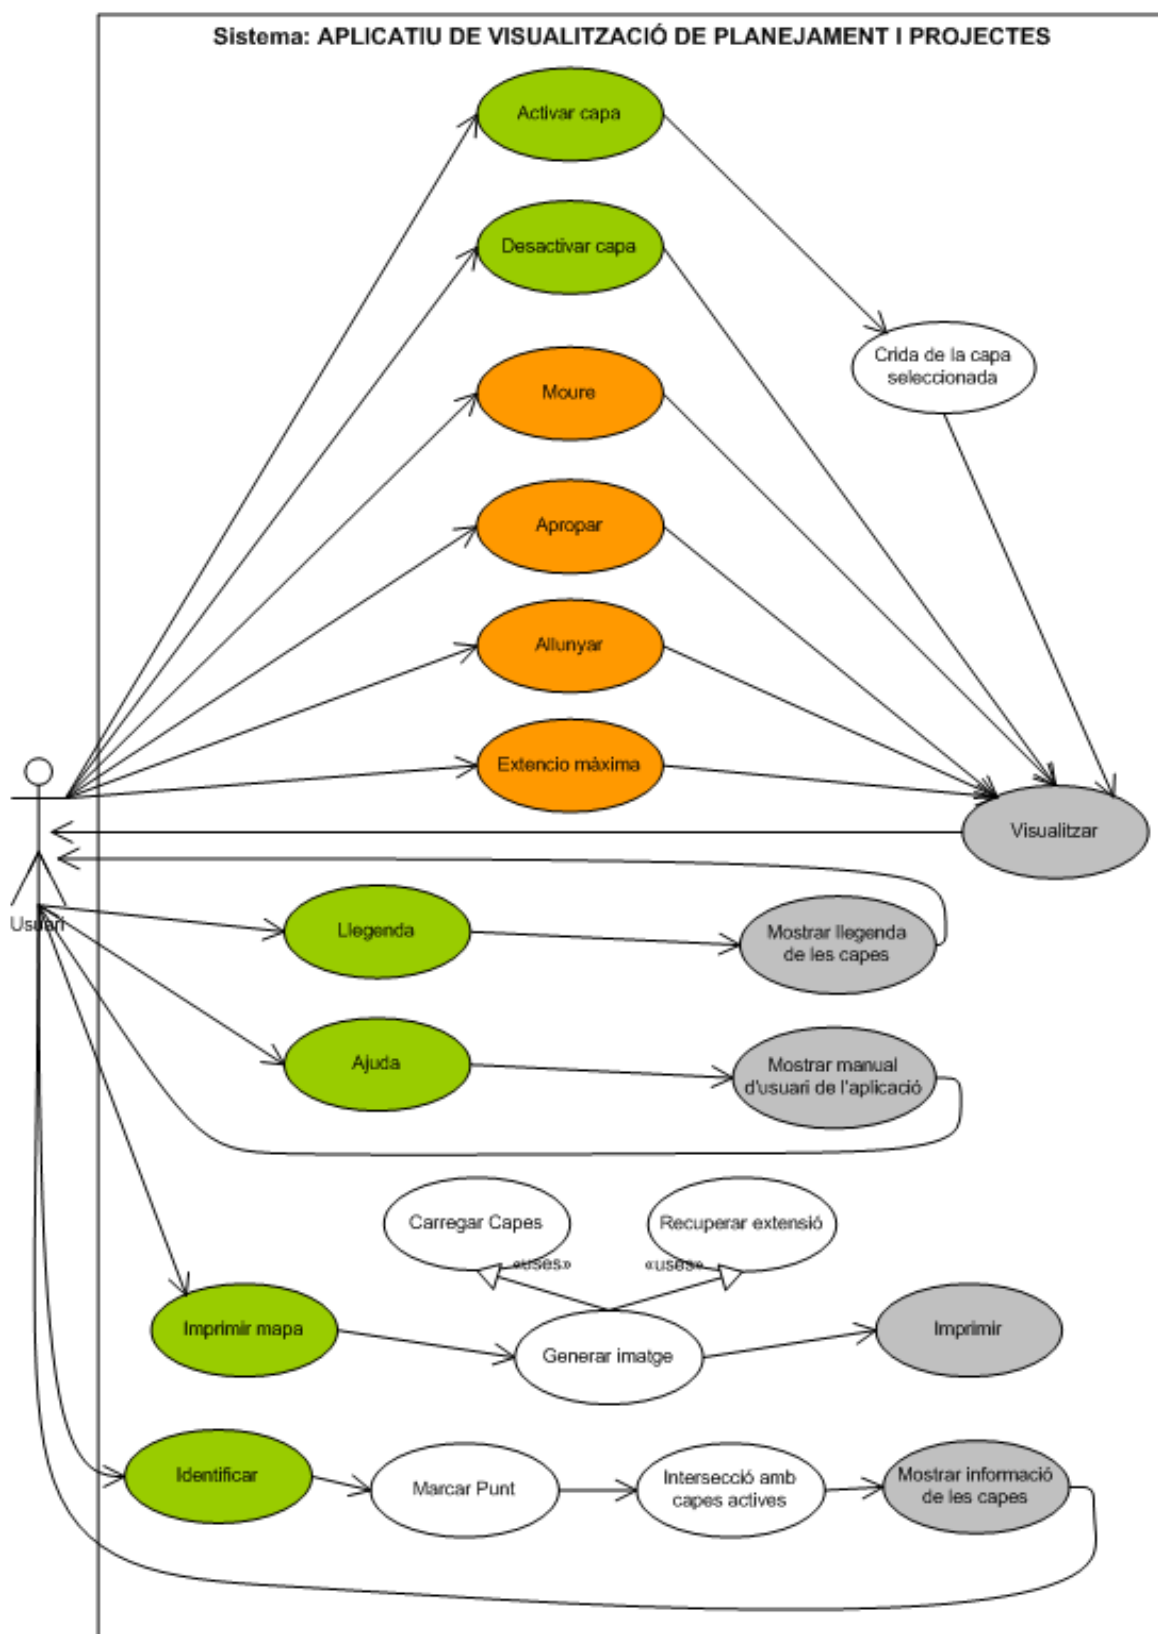 Sistema: APLICATIU DE VISUALITZACIÓ DE PLANEJAMENT I PROJECTES
Activar capa
Desactivar capa
Crida de la capa
seleccionada
Moure
Apropar
Allunyar
Extencio màxima
Visualitzar
Usuari
Llegenda
Mostrar llegenda
de les capes
Ajuda
Mostrar manual
d'usuari de l'aplicació
Carregar Capes
Recuperar extensió
«uses»
«uses»
Imprimir mapa
Generar imatge
Imprimir
Identificar
Marcar Punt
Intersecció amb
capes actives
Mostrar informació
de les capes